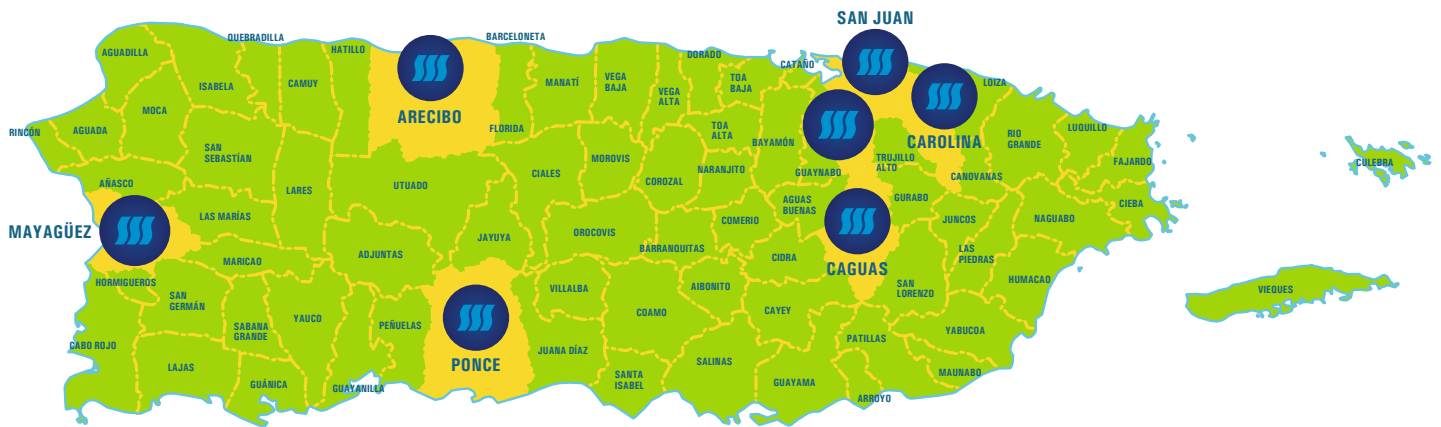 SAN JUAN
QUEBRADILLA
BARCELONETA
HATILLO
AGUADILLA
DORADO
CATAÑO
ISABELA
CAMUY
MANATÍ
VEGA
BAJA
TOA
BAJA
LOIZA
VEGA
ALTA
MOCA
ARECIBO
RINCÓN
AGUADA
FLORIDA
TOA
ALTA
LUQUILLO
RIO
GRANDE
BAYAMÓN
CAROLINA
SAN
SEBASTÍAN
MOROVIS
TRUJILLO
ALTO
FAJARDO
CULEBRA
CIALES
NARANJITO
GUAYNABO
CANOVANAS
AÑASCO
UTUADO
COROZAL
LARES
AGUAS
BUENAS
GURABO
CIEBA
LAS MARÍAS
COMERIO
JUNCOS
NAGUABO
MAYAGÜEZ
OROCOVIS
JAYUYA
BARRANQUITAS
ADJUNTAS
CIDRA
LAS
PIEDRAS
MARICAO
CAGUAS
HORMIGUEROS
HUMACAO
SAN
LORENZO
VILLALBA
AIBONITO
VIEQUES
SAN
GERMÁN
COAMO
CAYEY
YAUCO
PEÑUELAS
SABANA
GRANDE
YABUCOA
PATILLAS
CABO ROJO
JUANA DÍAZ
SALINAS
LAJAS
PONCE
MAUNABO
SANTA
ISABEL
GUÁNICA
GUAYANILLA
GUAYAMA
ARROYO